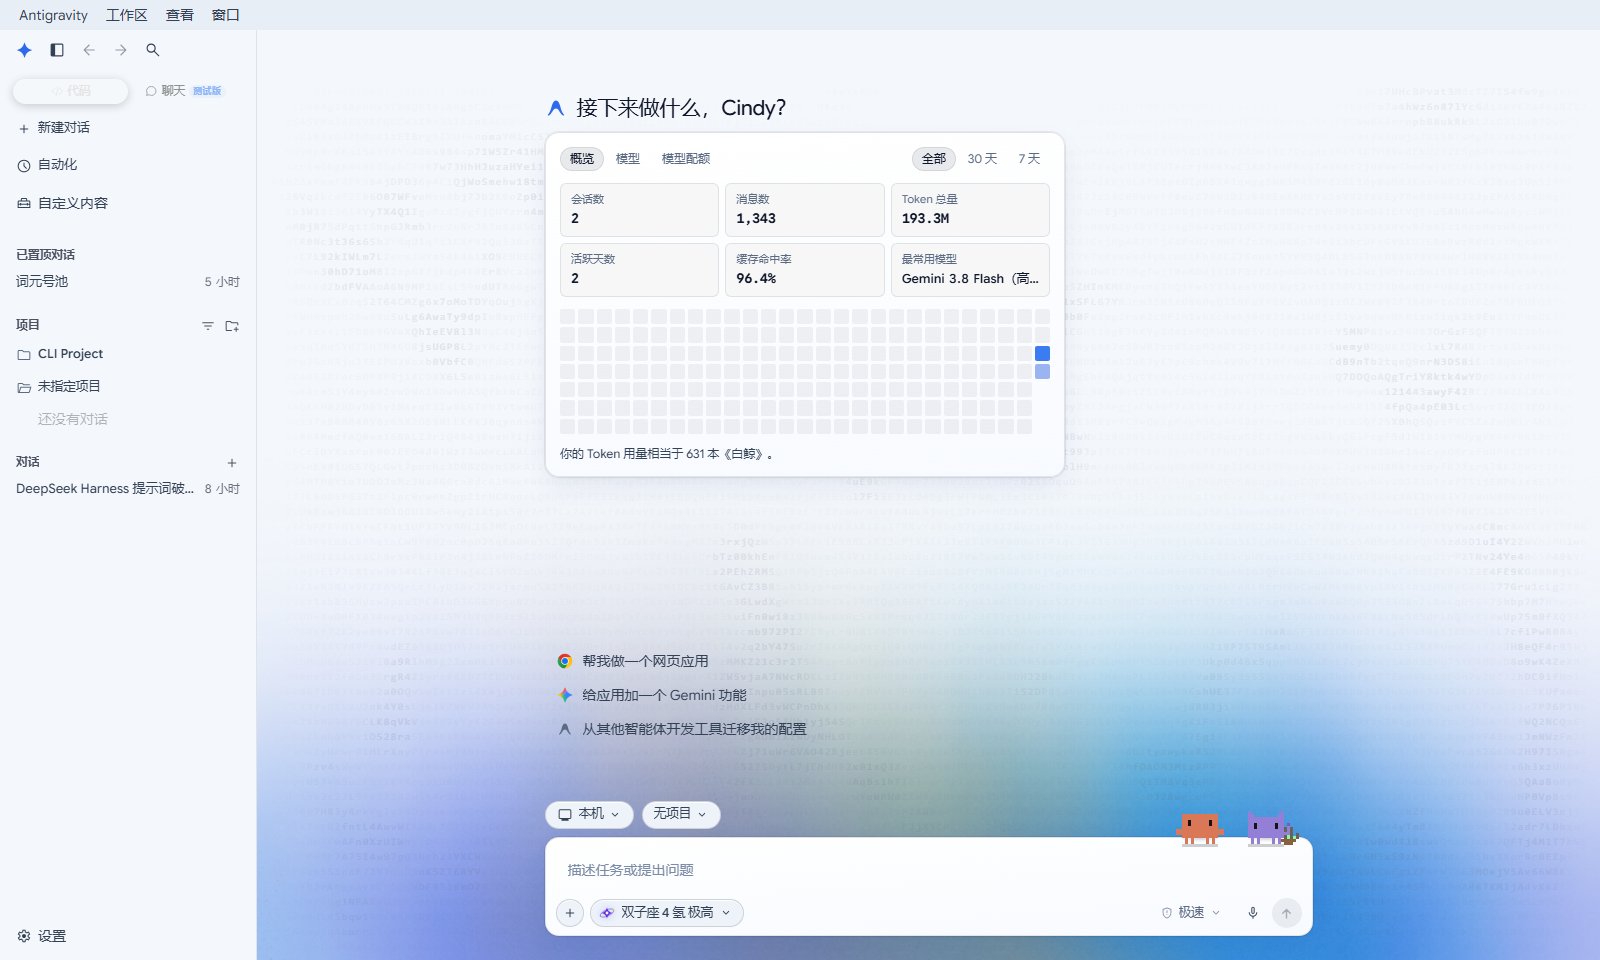 Antigravity 工作区 查看 窗口
代码 聊天 测试版
新建对话
自动化
自定义内容
已置顶对话
词元号池 5 小时
项目
CLI Project
未指定项目
还没有对话
对话
DeepSeek Harness 提示词破... 8 小时
设置
接下来做什么，Cindy？
概览 模型 模型配额 全部 30 天 7 天
会话数 消息数 Token 总量
2 1,343 193.3M
活跃天数 缓存命中率 最常用模型
2 96.4% Gemini 3.8 Flash（高...
你的 Token 用量相当于 631 本《白鲸》。
帮我做一个网页应用
给应用加一个 Gemini 功能
从其他智能体开发工具迁移我的配置
本机 无项目
描述任务或提出问题
双子座 4 氢 极高 极速